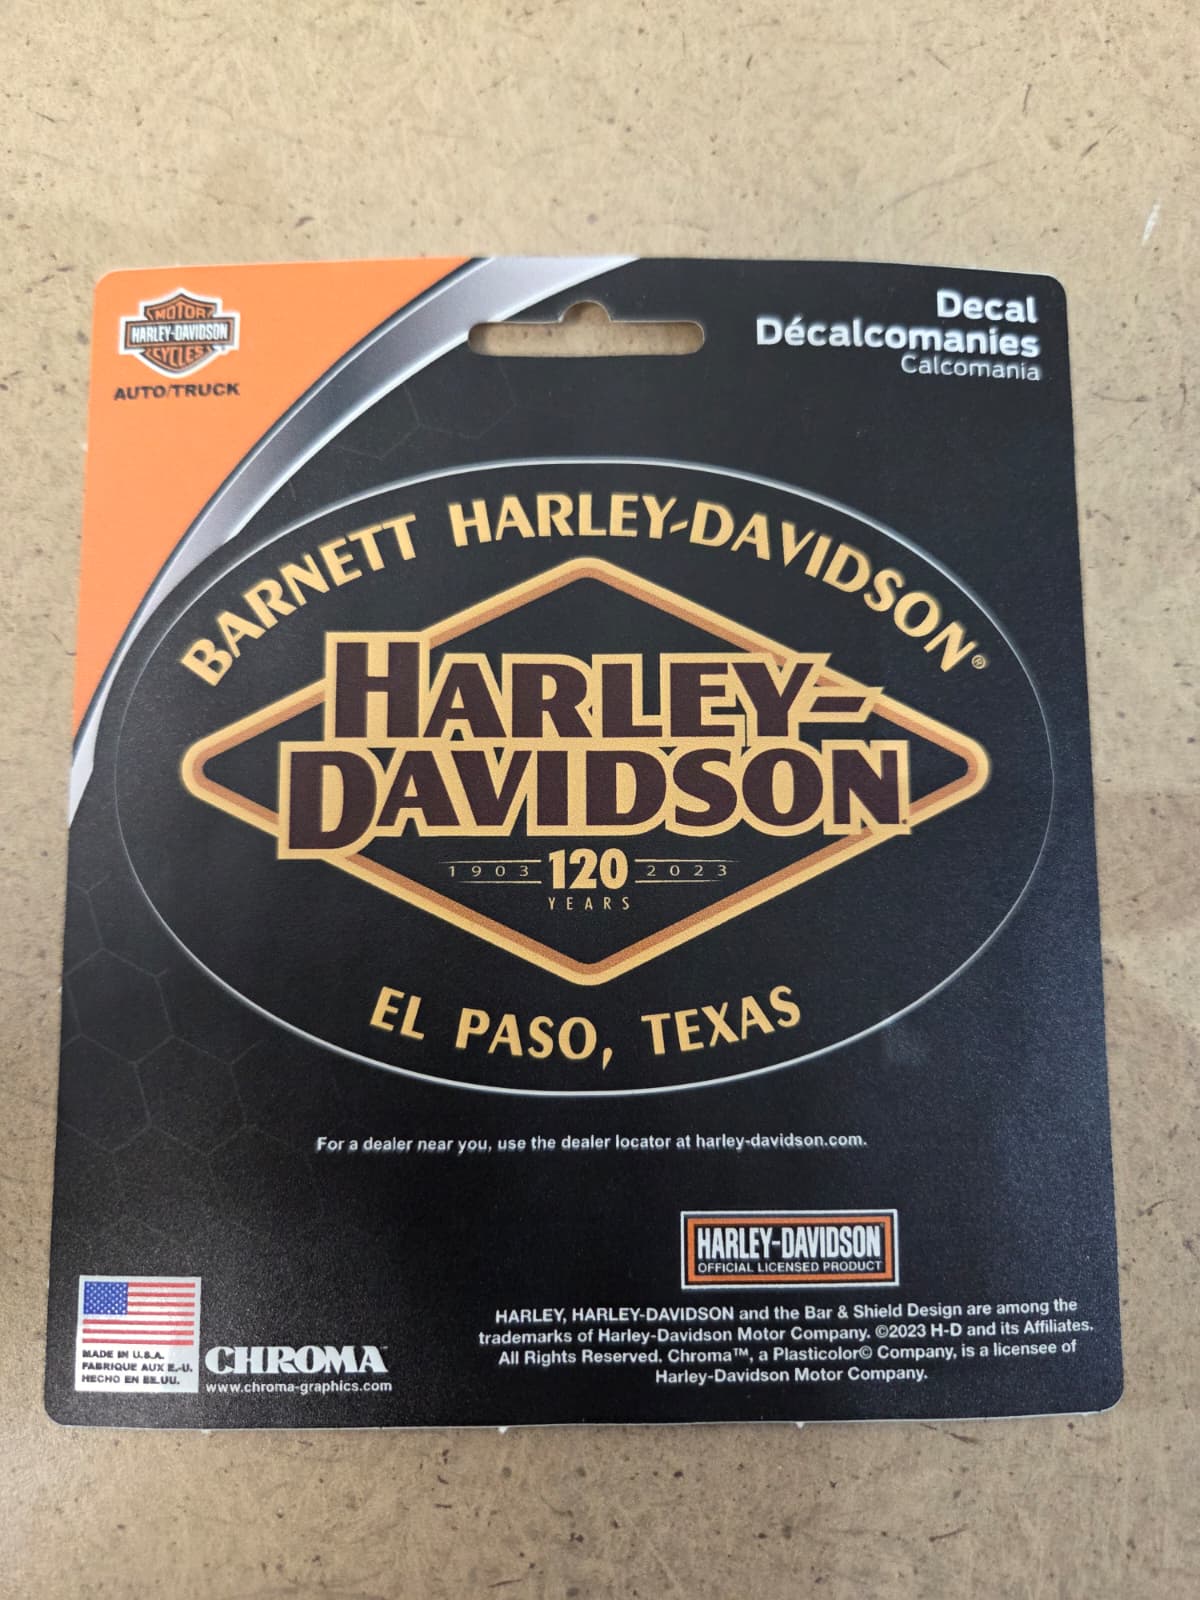 MOTOR
HARLEY-DAVIDSON
CYCLES
AUTO/TRUCK
Decal
Décalcomanies
Calcomania
BARNETT HARLEY-DAVIDSON®
HARLEY-
DAVIDSON
1903 120 2023
YEARS
EL PASO, TEXAS
For a dealer near you, use the dealer locator at harley-davidson.com.
HARLEY-DAVIDSON
OFFICIAL LICENSED PRODUCT
MADE IN U.S.A.
FABRIQUE AUX E.-U.
HECHO EN EE.UU.
CHROMA
www.chroma-graphics.com
HARLEY, HARLEY-DAVIDSON and the Bar & Shield Design are among the
trademarks of Harley-Davidson Motor Company. ©2023 H-D and its Affiliates.
All Rights Reserved. Chroma™, a Plasticolor© Company, is a licensee of
Harley-Davidson Motor Company.